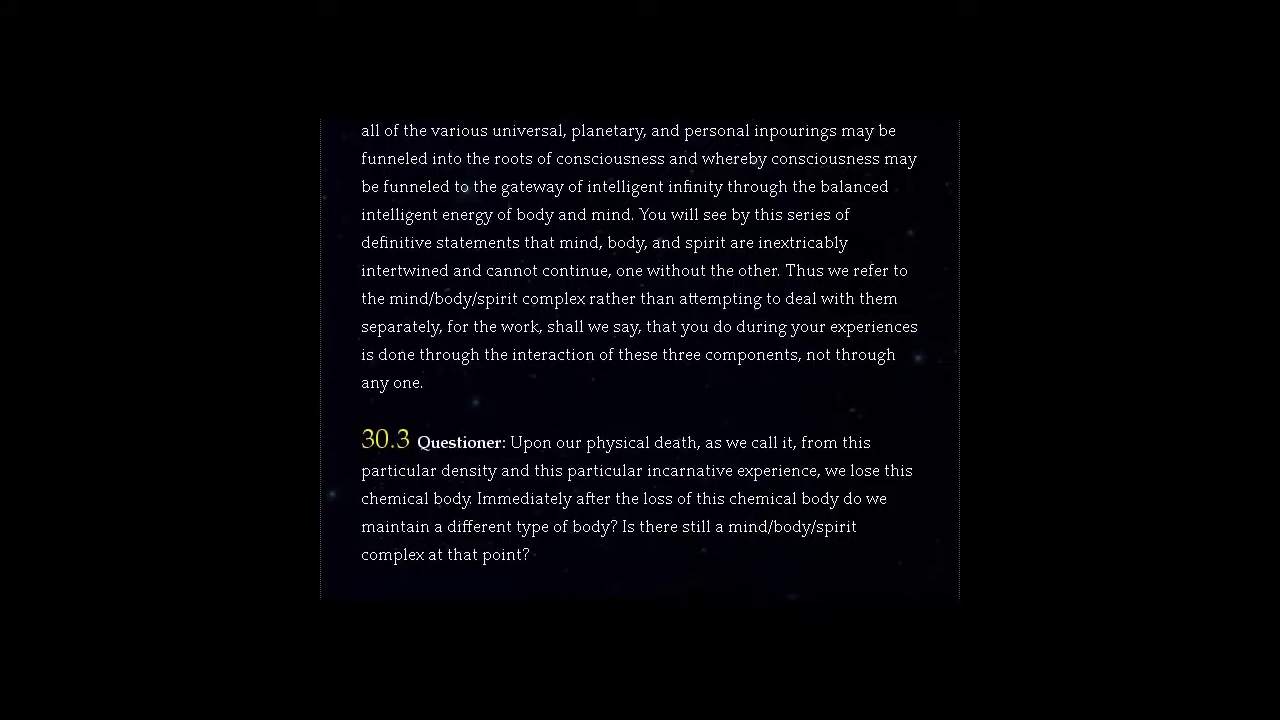 all of the various universal, planetary, and personal inpourings may be
funneled into the roots of consciousness and whereby consciousness may
be funneled to the gateway of intelligent infinity through the balanced
intelligent energy of body and mind. You will see by this series of
definitive statements that mind, body, and spirit are inextricably
intertwined and cannot continue, one without the other. Thus we refer to
the mind/body/spirit complex rather than attempting to deal with them
separately, for the work, shall we say, that you do during your experiences
is done through the interaction of these three components, not through
any one.
30.3 Questioner: Upon our physical death, as we call it, from this
particular density and this particular incarnative experience, we lose this
chemical body. Immediately after the loss of this chemical body do we
maintain a different type of body? Is there still a mind/body/spirit
complex at that point?